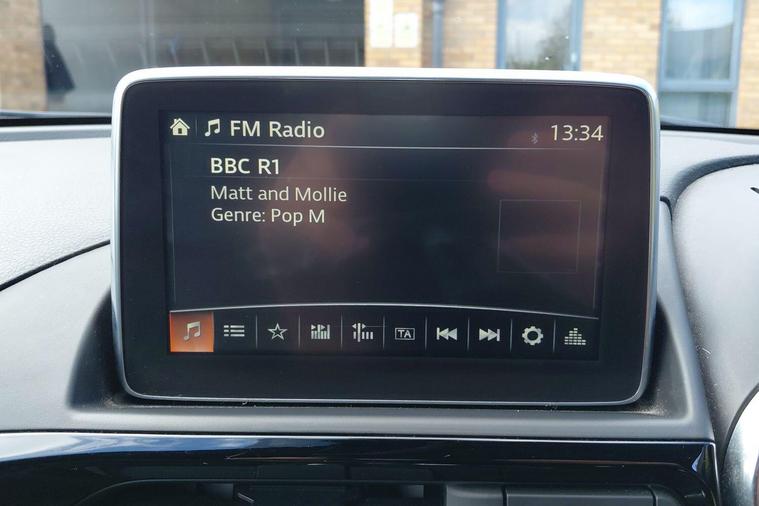 FM Radio
13:34
BBC R1
Matt and Mollie
Genre: Pop M
TA